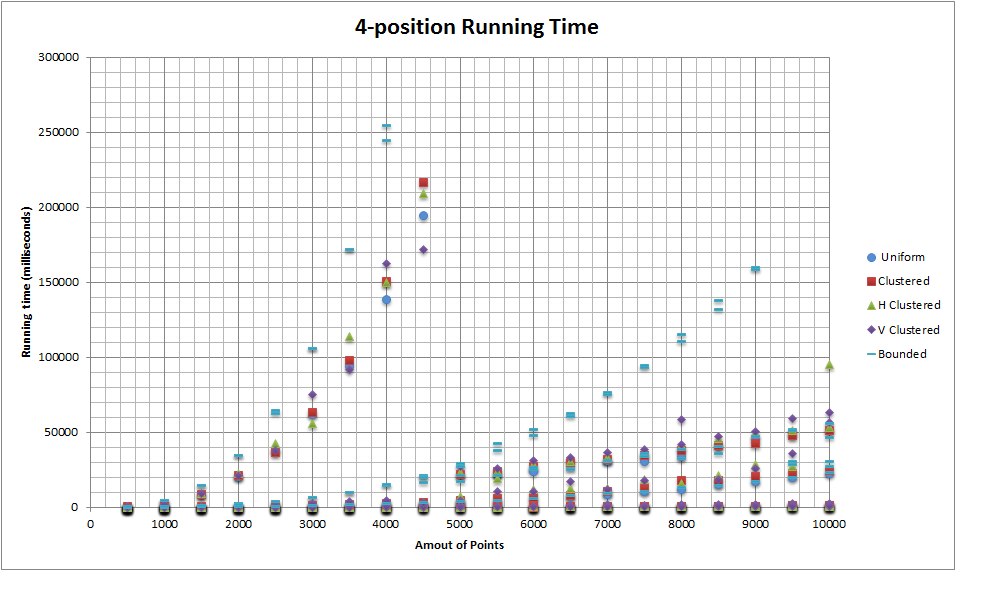 4-position Running Time
300000
250000
200000
150000
100000
50000
0
Running time (milliseconds)
0 1000 2000 3000 4000 5000 6000 7000 8000 9000 10000
Amout of Points
Uniform
Clustered
H Clustered
V Clustered
Bounded